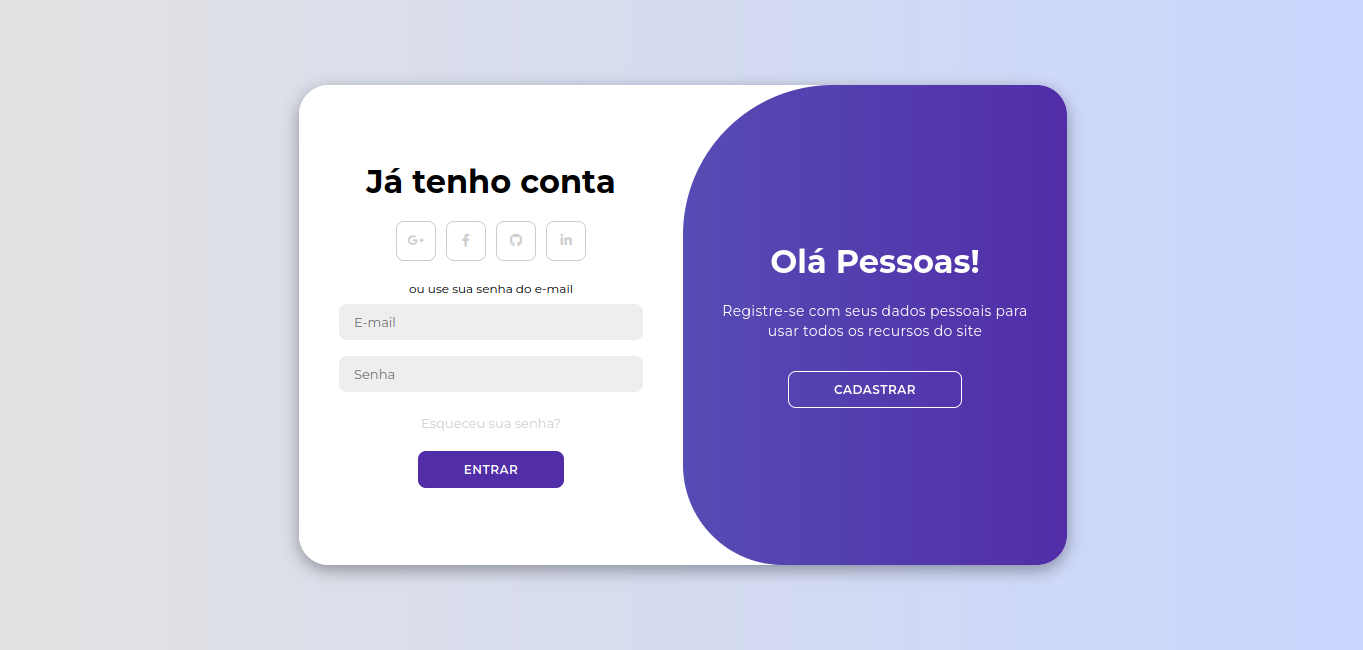 Já tenho conta
ou use sua senha do e-mail
E-mail
Senha
Esqueceu sua senha?
ENTRAR
Olá Pessoas!
Registre-se com seus dados pessoais para
usar todos os recursos do site
CADASTRAR